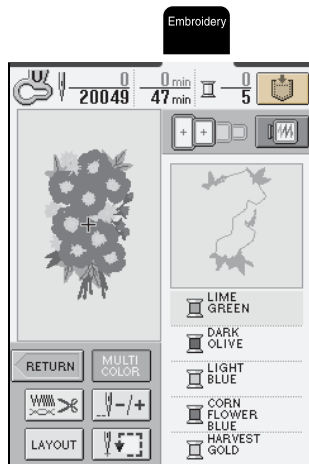 Embroidery
U
0
20049
0 min
47 min
0
5
RETURN
MULTI
COLOR
-/+
LAYOUT
LIME
GREEN
DARK
OLIVE
LIGHT
BLUE
CORN
FLOWER
BLUE
HARVEST
GOLD